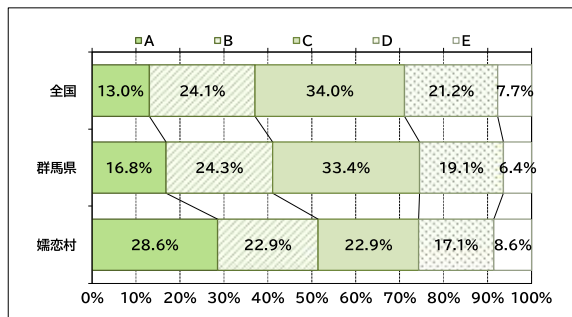 A B C D E
全国 13.0% 24.1% 34.0% 21.2% 7.7%
群馬県 16.8% 24.3% 33.4% 19.1% 6.4%
嬬恋村 28.6% 22.9% 22.9% 17.1% 8.6%
0% 10% 20% 30% 40% 50% 60% 70% 80% 90% 100%